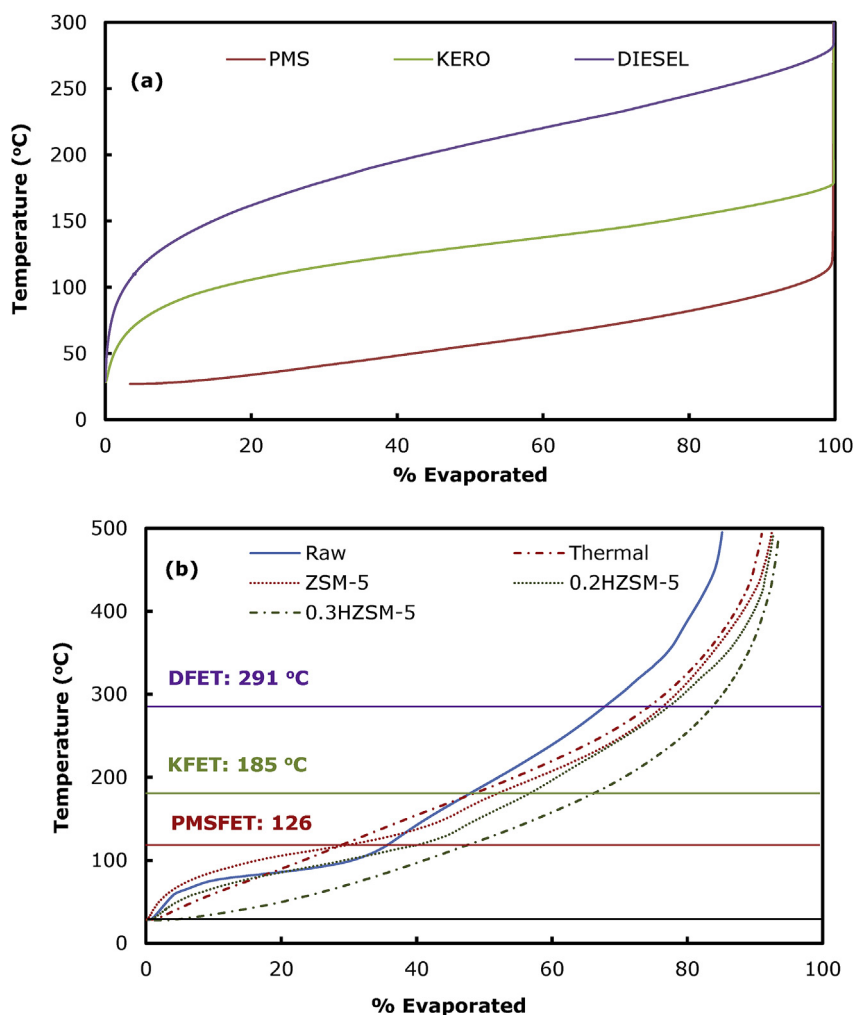 300
250
200
150
100
50
0
Temperature (°C)
(a)
PMS KERO DIESEL
0 20 40 60 80 100
% Evaporated
500
400
300
200
100
0
Temperature (°C)
(b)
Raw Thermal
ZSM-5 0.2HZSM-5
0.3HZSM-5
DFET: 291 °C
KFET: 185 °C
PMSFET: 126
0 20 40 60 80 100
% Evaporated